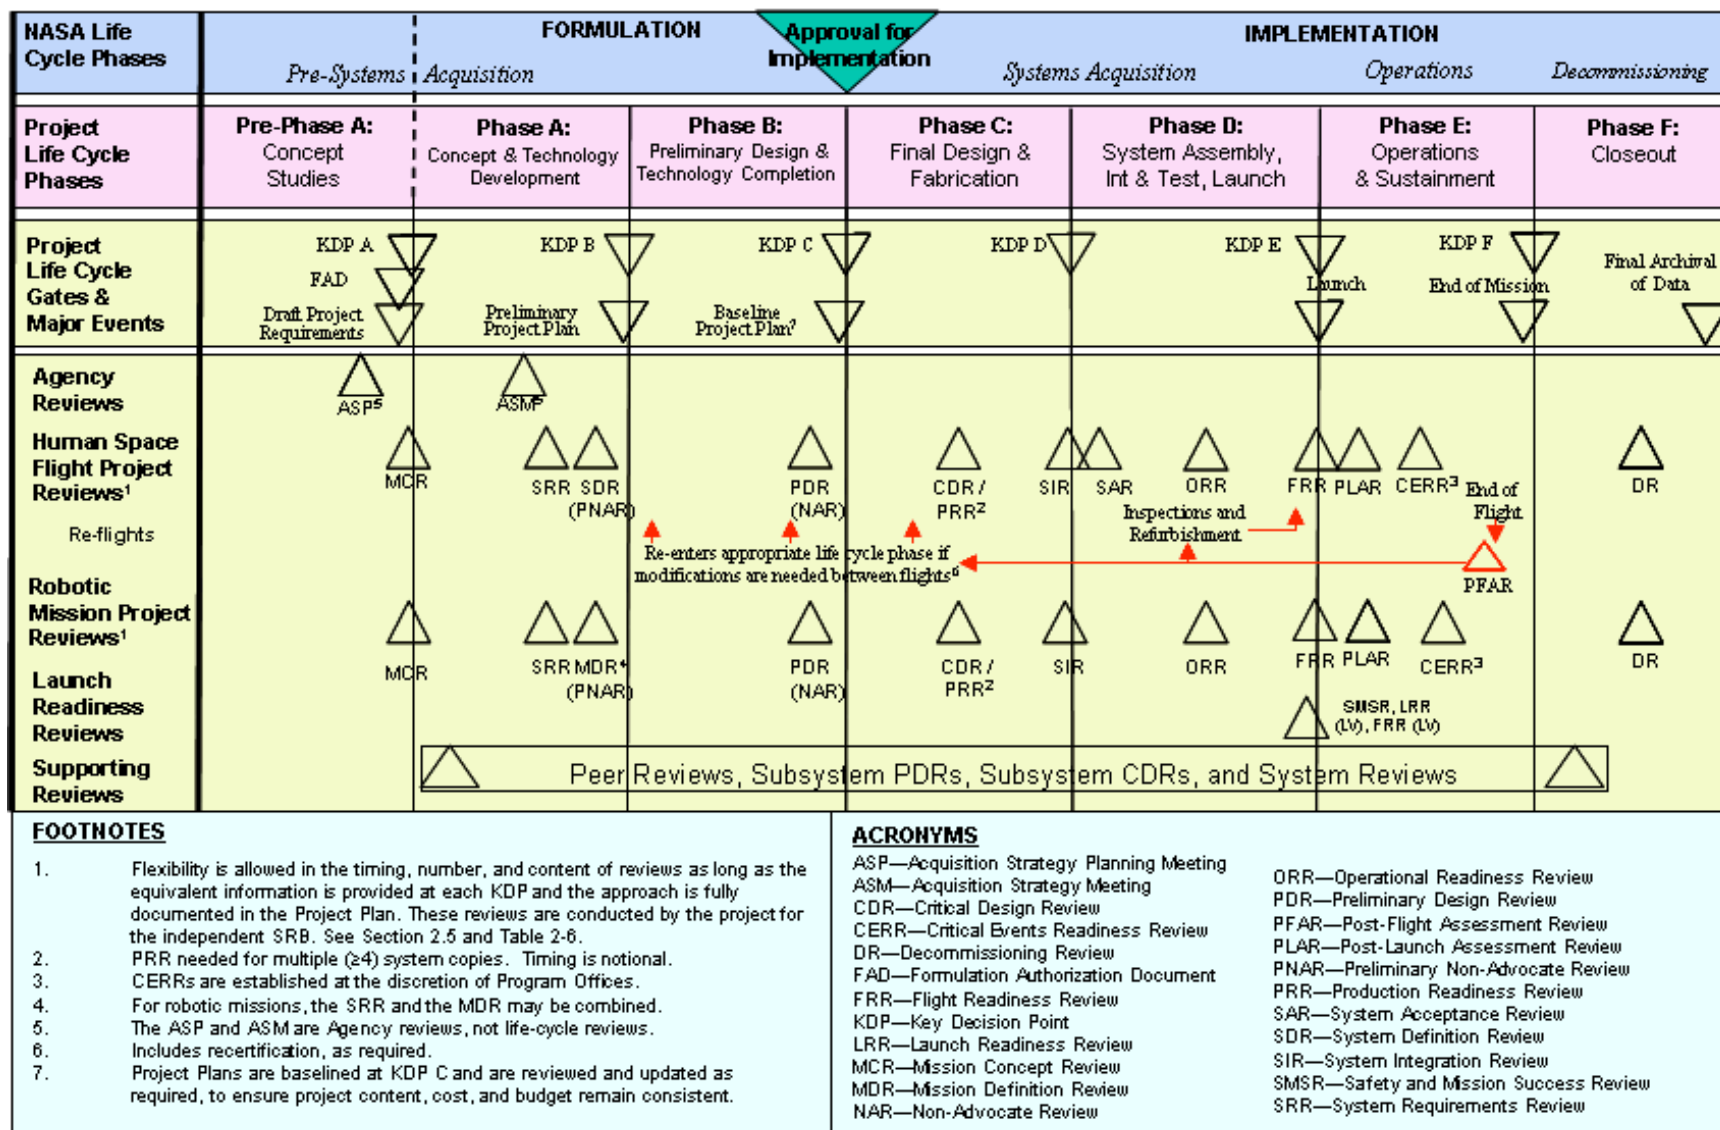 NASA Life
Cycle Phases
FORMULATION
Approval for
Implementation
IMPLEMENTATION
Pre-Systems Acquisition
Systems Acquisition
Operations
Decommissioning
Project
Life Cycle
Phases
Pre-Phase A:
Concept
Studies
Phase A:
Concept & Technology
Development
Phase B:
Preliminary Design &
Technology Completion
Phase C:
Final Design &
Fabrication
Phase D:
System Assembly,
Int & Test, Launch
Phase E:
Operations
& Sustainment
Phase F:
Closeout
Project
Life Cycle
Gates &
Major Events
KDP A
FAD
Draft Project
Requirements
KDP B
Preliminary
Project Plan
KDP C
Baseline
Project Plan⁷
KDP D
KDP E
Launch
KDP F
End of Mission
Final Archival
of Data
Agency
Reviews
ASP⁵
ASM⁵
Human Space
Flight Project
Reviews¹
MCR
SRR
SDR
(PNAR)
PDR
(NAR)
CDR /
PRR²
SIR
SAR
ORR
FRR
PLAR
CERR³
End of
Flight
DR
Re-flights
Re-enters appropriate life cycle phase if
modifications are needed between flights⁶
Inspections and
Refurbishment
PFAR
Robotic
Mission Project
Reviews¹
MCR
SRR
MDR⁴
(PNAR)
PDR
(NAR)
CDR /
PRR²
SIR
ORR
FRR
PLAR
CERR³
DR
Launch
Readiness
Reviews
SMSR, LRR
(LV), FRR (LV)
Supporting
Reviews
Peer Reviews, Subsystem PDRs, Subsystem CDRs, and System Reviews
FOOTNOTES
1. Flexibility is allowed in the timing, number, and content of reviews as long as the
equivalent information is provided at each KDP and the approach is fully
documented in the Project Plan. These reviews are conducted by the project for
the independent SRB. See Section 2.5 and Table 2-6.
2. PRR needed for multiple (≥4) system copies. Timing is notional.
3. CERRs are established at the discretion of Program Offices.
4. For robotic missions, the SRR and the MDR may be combined.
5. The ASP and ASM are Agency reviews, not life-cycle reviews.
6. Includes recertification, as required.
7. Project Plans are baselined at KDP C and are reviewed and updated as
required, to ensure project content, cost, and budget remain consistent.
ACRONYMS
ASP—Acquisition Strategy Planning Meeting
ASM—Acquisition Strategy Meeting
CDR—Critical Design Review
CERR—Critical Events Readiness Review
DR—Decommissioning Review
FAD—Formulation Authorization Document
FRR—Flight Readiness Review
KDP—Key Decision Point
LRR—Launch Readiness Review
MCR—Mission Concept Review
MDR—Mission Definition Review
NAR—Non-Advocate Review
ORR—Operational Readiness Review
PDR—Preliminary Design Review
PFAR—Post-Flight Assessment Review
PLAR—Post-Launch Assessment Review
PNAR—Preliminary Non-Advocate Review
PRR—Production Readiness Review
SAR—System Acceptance Review
SDR—System Definition Review
SIR—System Integration Review
SMSR—Safety and Mission Success Review
SRR—System Requirements Review